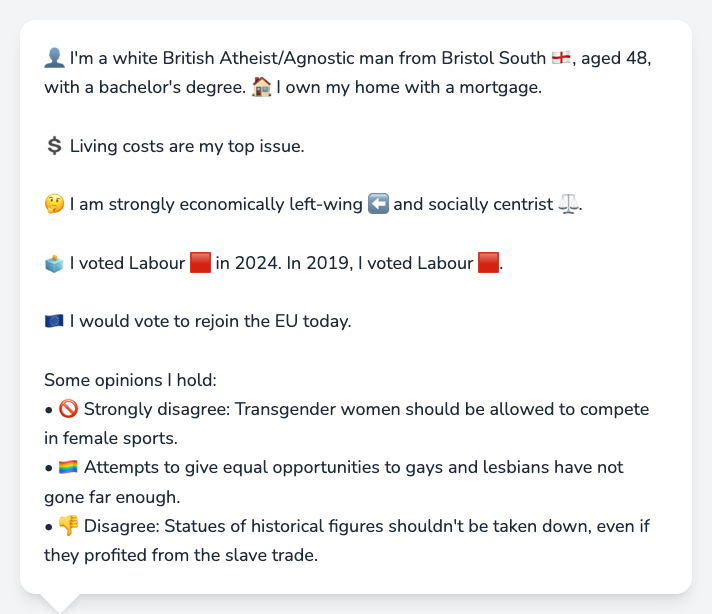 👤 I'm a white British Atheist/Agnostic man from Bristol South 🏴󠁧󠁢󠁥󠁮󠁧󠁿, aged 48,
with a bachelor's degree. 🏠 I own my home with a mortgage.
💲 Living costs are my top issue.
🤔 I am strongly economically left-wing ⬅️ and socially centrist ⚖️.
🗳️ I voted Labour 🟥 in 2024. In 2019, I voted Labour 🟥.
🇪🇺 I would vote to rejoin the EU today.
Some opinions I hold:
• 🚫 Strongly disagree: Transgender women should be allowed to compete
in female sports.
• 🏳️‍🌈 Attempts to give equal opportunities to gays and lesbians have not
gone far enough.
• 👎 Disagree: Statues of historical figures shouldn't be taken down, even if
they profited from the slave trade.